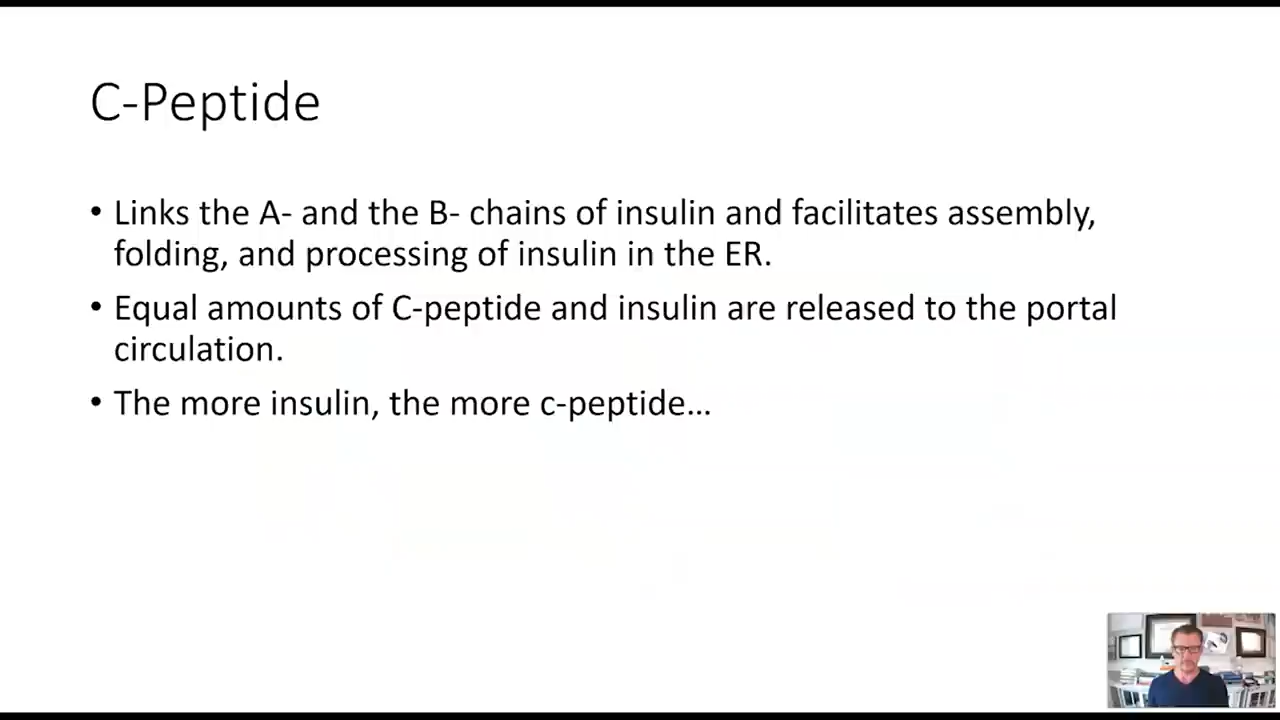 C-Peptide
• Links the A- and the B- chains of insulin and facilitates assembly,
folding, and processing of insulin in the ER.
• Equal amounts of C-peptide and insulin are released to the portal
circulation.
• The more insulin, the more c-peptide…